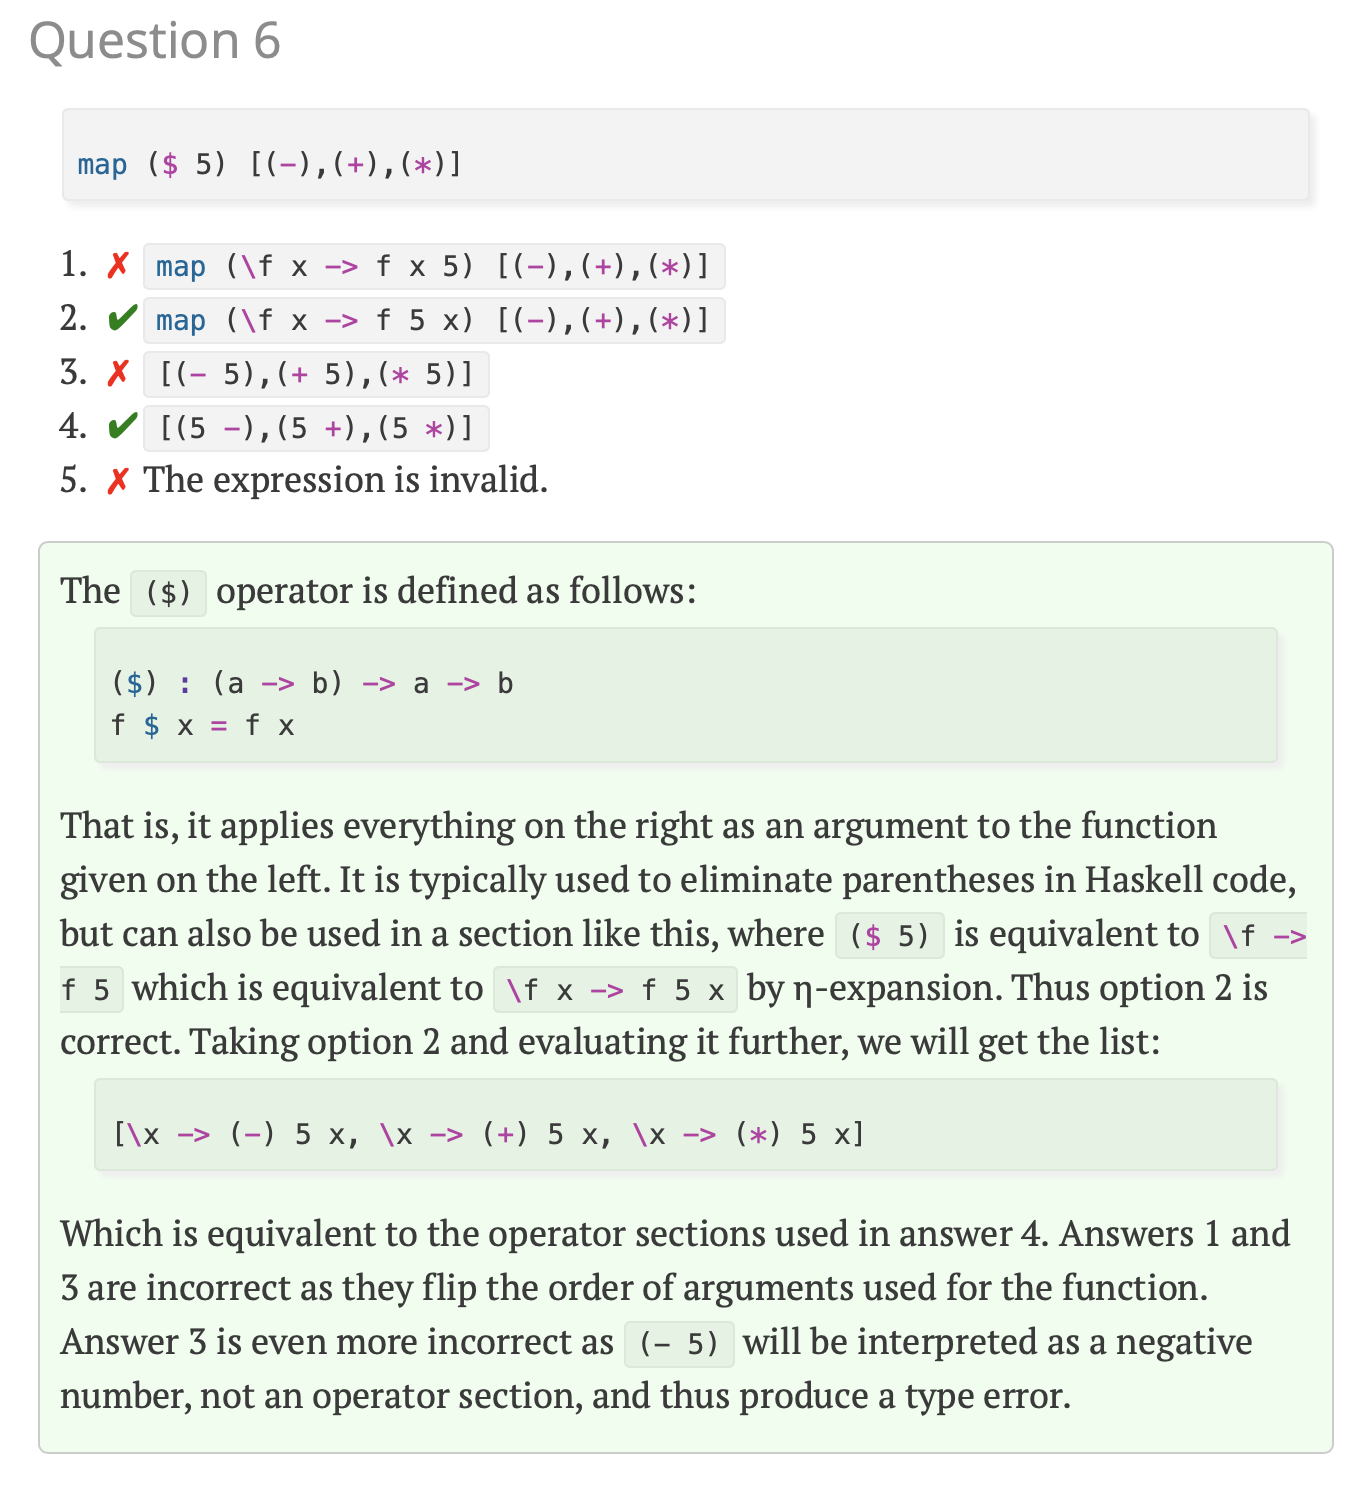 Question 6
map ($ 5) [(-),(+),(*)]
1. ✗ map (\f x -> f x 5) [(-),(+),(*)]
2. ✔ map (\f x -> f 5 x) [(-),(+),(*)]
3. ✗ [(- 5),(+ 5),(* 5)]
4. ✔ [(5 -),(5 +),(5 *)]
5. ✗ The expression is invalid.
The ($) operator is defined as follows:
($) : (a -> b) -> a -> b
f $ x = f x
That is, it applies everything on the right as an argument to the function
given on the left. It is typically used to eliminate parentheses in Haskell code,
but can also be used in a section like this, where ($ 5) is equivalent to \f ->
f 5 which is equivalent to \f x -> f 5 x by η-expansion. Thus option 2 is
correct. Taking option 2 and evaluating it further, we will get the list:
[\x -> (-) 5 x, \x -> (+) 5 x, \x -> (*) 5 x]
Which is equivalent to the operator sections used in answer 4. Answers 1 and
3 are incorrect as they flip the order of arguments used for the function.
Answer 3 is even more incorrect as (- 5) will be interpreted as a negative
number, not an operator section, and thus produce a type error.